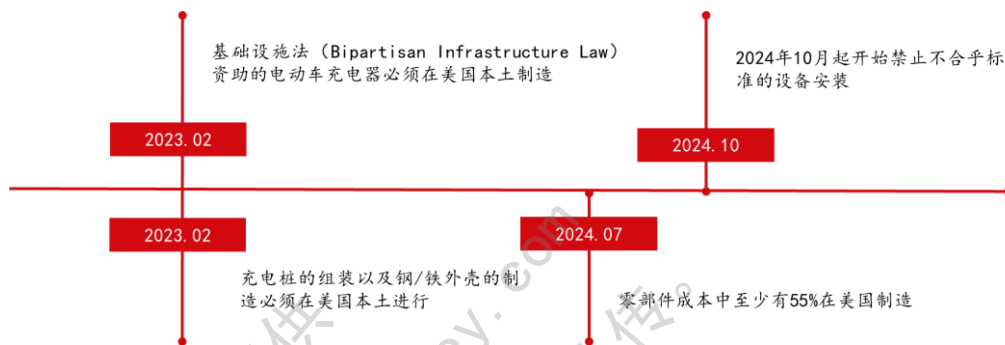 基础设施法（Bipartisan Infrastructure Law）
资助的电动车充电器必须在美国本土制造
2024年10月起开始禁止不合乎标
准的设备安装
2023.02
2024.10
2023.02
2024.07
充电桩的组装以及钢/铁外壳的制
造必须在美国本土进行
零部件成本中至少有55%在美国制造